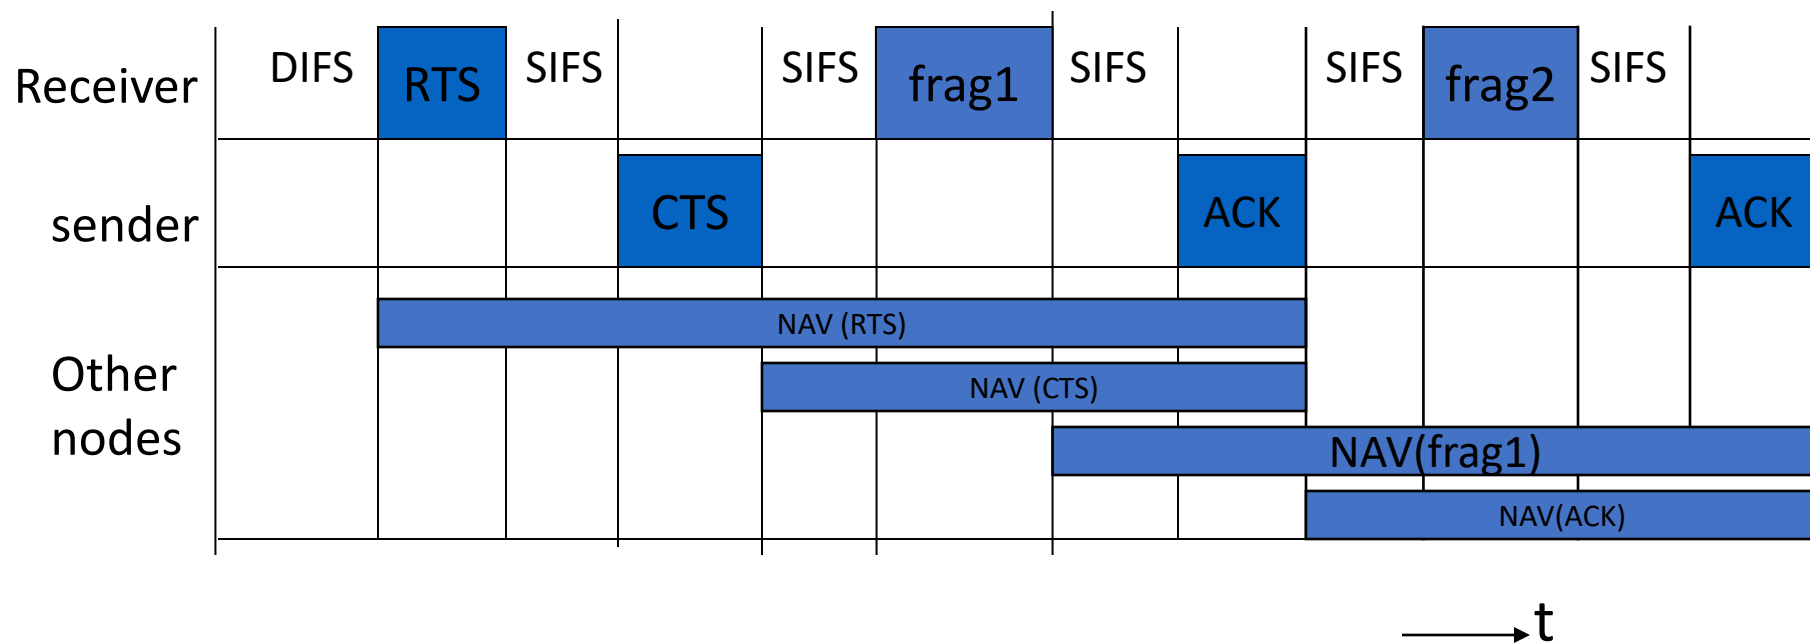 Receiver DIFS RTS SIFS SIFS frag1 SIFS SIFS frag2 SIFS
sender CTS ACK ACK
NAV (RTS)
Other
nodes
NAV (CTS)
NAV(frag1)
NAV(ACK)
t